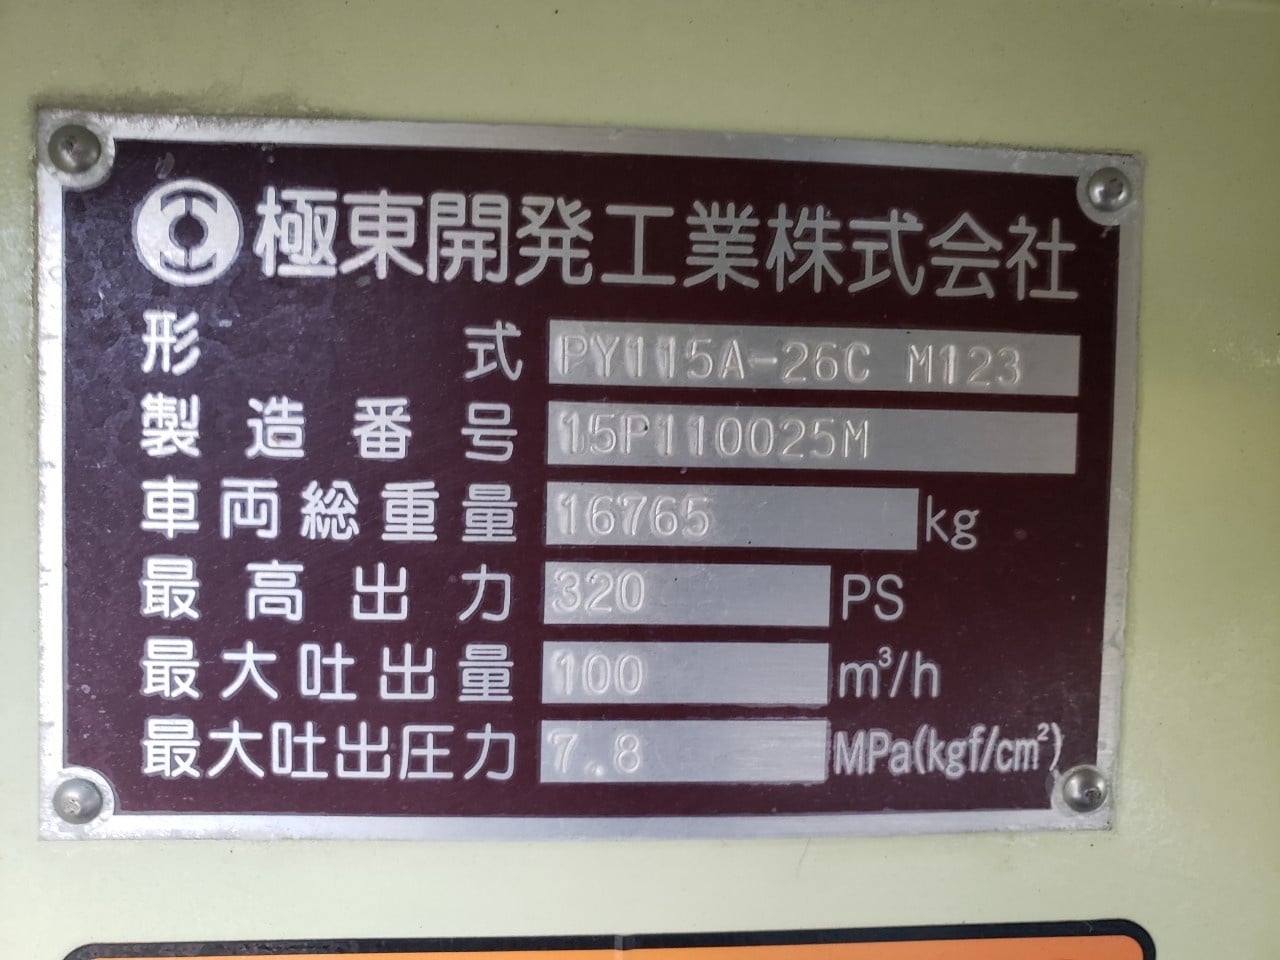 極東開発工業株式会社
形式 PY115A-26C M123
製造番号 15P110025M
車両総重量 16765 kg
最高出力 320 PS
最大吐出量 100 m³/h
最大吐出圧力 7.8 MPa(kgf/cm²)